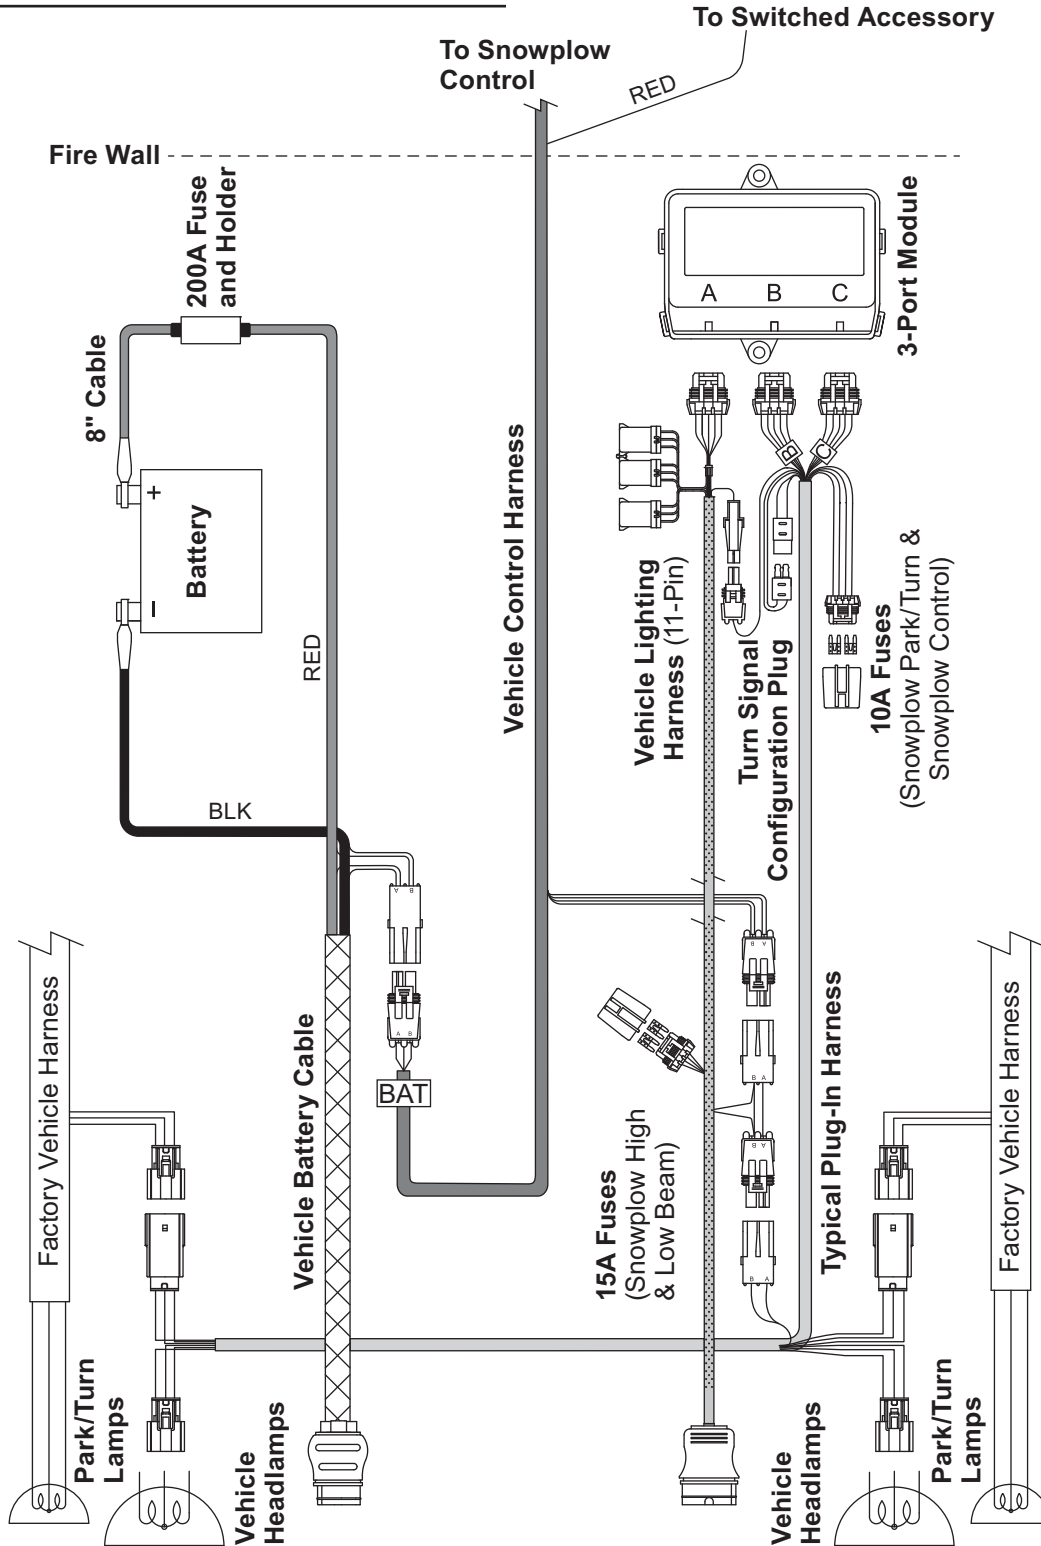 To Switched Accessory
To Snowplow
Control
RED
Fire Wall
200A Fuse
and Holder
8" Cable
+
Battery
–
RED
BLK
Vehicle Control Harness
A B C
3-Port Module
B
C
Vehicle Lighting
Harness (11-Pin)
Turn Signal
Configuration Plug
10A Fuses
(Snowplow Park/Turn &
Snowplow Control)
A B
A B
BAT
Vehicle Battery Cable
B A
B A
B A
B A
15A Fuses
(Snowplow High
& Low Beam)
Typical Plug-In Harness
Factory Vehicle Harness
Factory Vehicle Harness
Park/Turn
Lamps
Vehicle
Headlamps
Vehicle
Headlamps
Park/Turn
Lamps